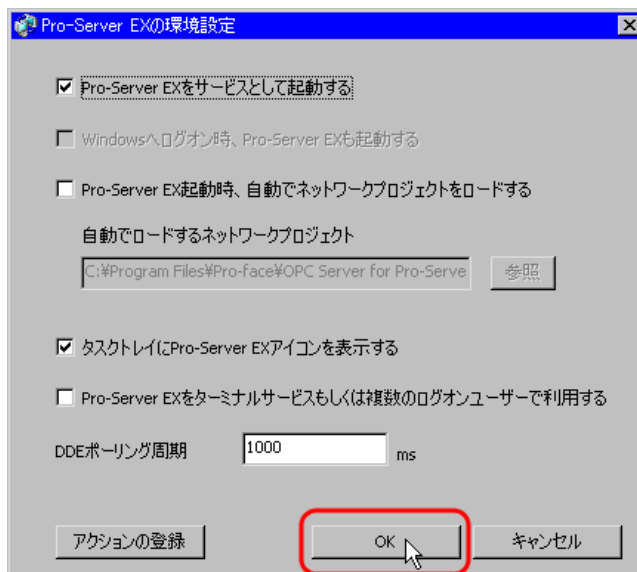 Pro-Server EXの環境設定
Pro-Server EXをサービスとして起動する
Windowsへログオン時、Pro-Server EXも起動する
Pro-Server EX起動時、自動でネットワークプロジェクトをロードする
自動でロードするネットワークプロジェクト
C:¥Program Files¥Pro-face¥OPC Server for Pro-Serve 参照
タスクトレイにPro-Server EXアイコンを表示する
Pro-Server EXをターミナルサービスもしくは複数のログオンユーザーで利用する
DDEポーリング周期 1000 ms
アクションの登録 OK キャンセル